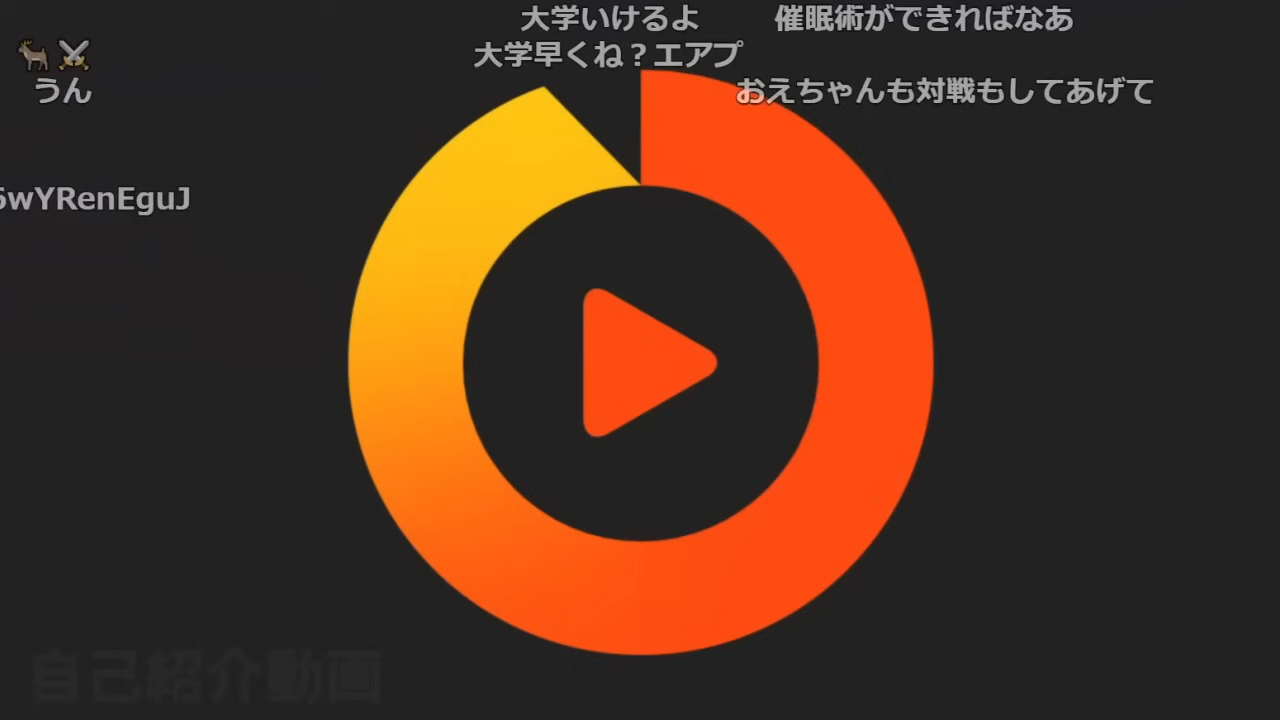 大学いけるよ
催眠術ができればなあ
大学早くね？エアプ
うん
おえちゃんも対戦もしてあげて
6wYRenEguJ
自己紹介動画